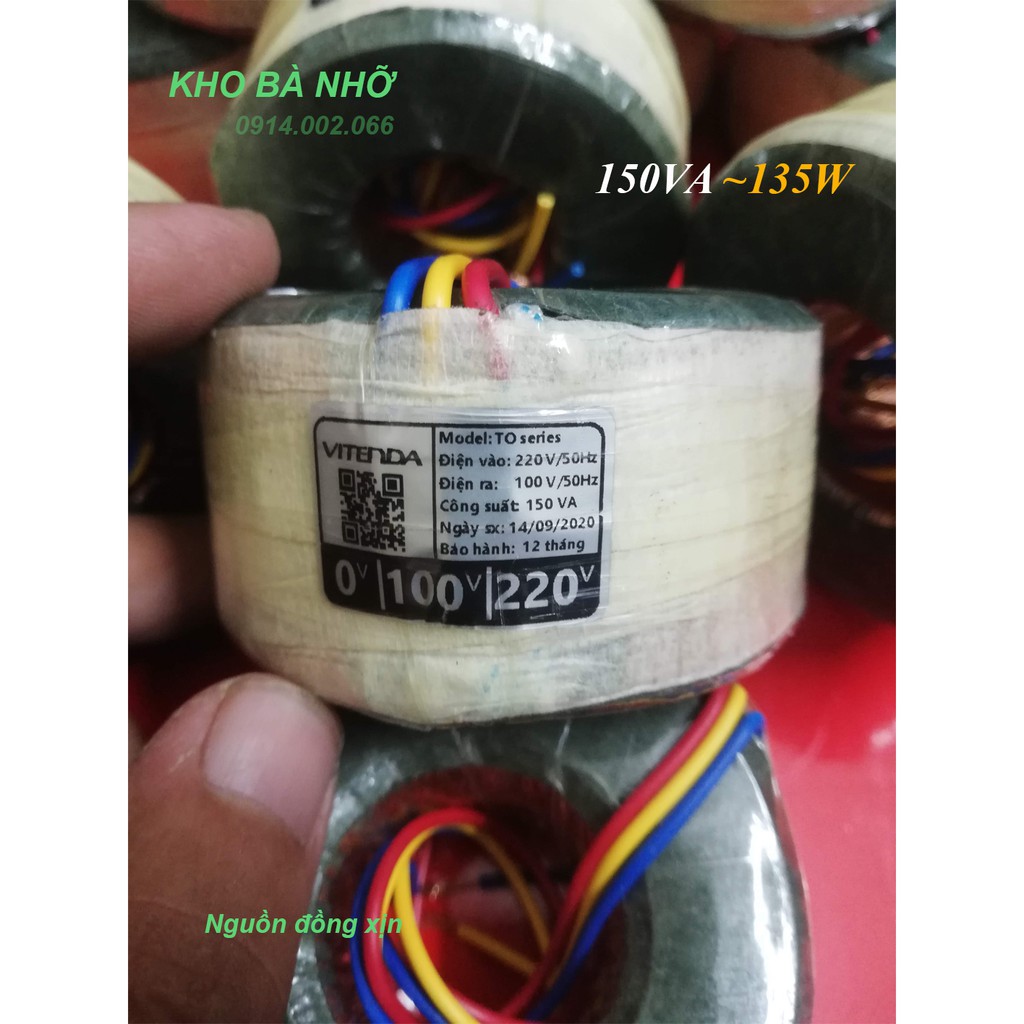 KHO BÀ NHỠ
0914.002.066
150VA ~135W
VITENDA
Model: TO series
Điện vào: 220V/50Hz
Điện ra: 100V/50Hz
Công suất: 150 VA
Ngày sx: 14/09/2020
Bảo hành: 12 tháng
0V|100V|220V
Nguồn đồng xịn